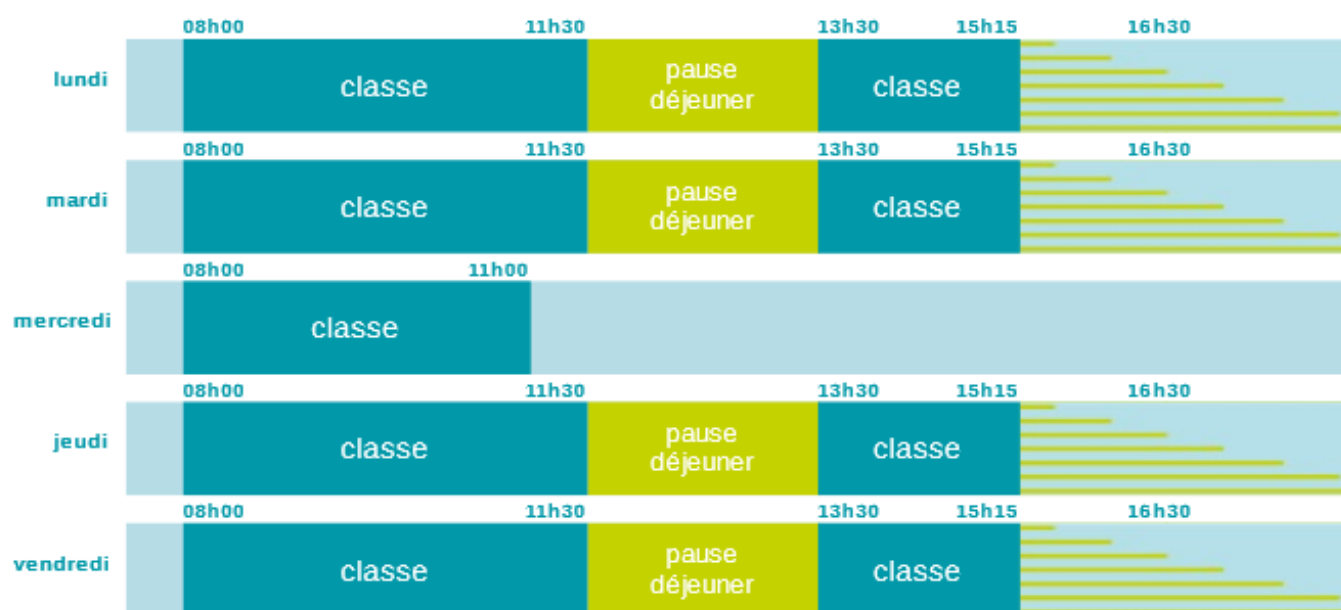 08h00 11h30 13h30 15h15 16h30
lundi classe pause déjeuner classe
08h00 11h30 13h30 15h15 16h30
mardi classe pause déjeuner classe
08h00 11h00
mercredi classe
08h00 11h30 13h30 15h15 16h30
jeudi classe pause déjeuner classe
08h00 11h30 13h30 15h15 16h30
vendredi classe pause déjeuner classe